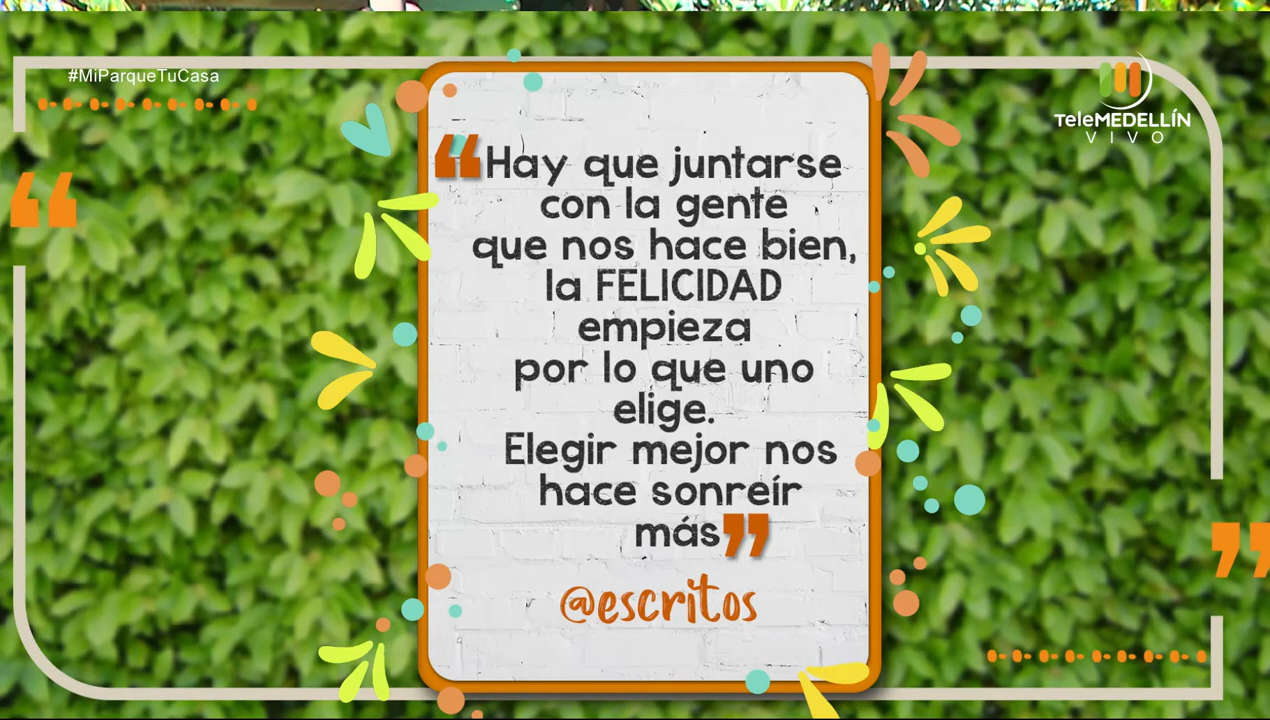 #MiParqueTuCasa
TeleMEDELLÍN
VIVO
“Hay que juntarse
con la gente
que nos hace bien,
la FELICIDAD
empieza
por lo que uno
elige.
Elegir mejor nos
hace sonreír
más”
@escritos